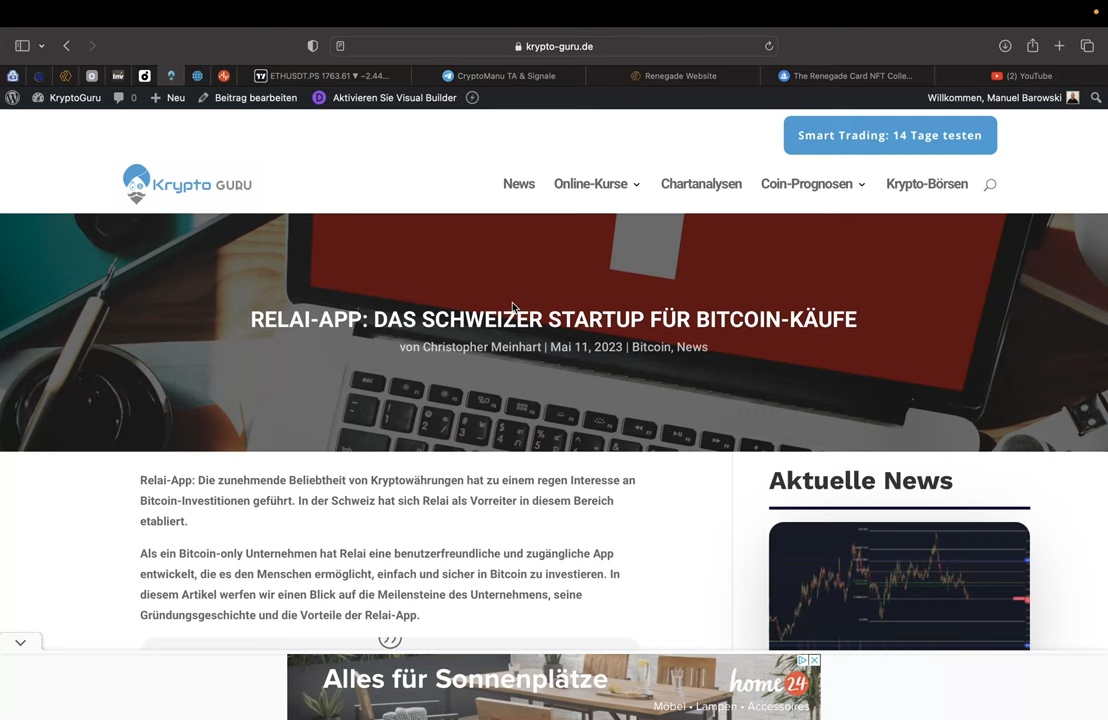 krypto-guru.de
inv
ETHUSDT.PS 1763.61 ▼ −2.44...
CryptoManu TA & Signale
Renegade Website
The Renegade Card NFT Colle...
(2) YouTube
KryptoGuru
0
Neu
Beitrag bearbeiten
D
Aktivieren Sie Visual Builder
Willkommen, Manuel Barowski
Smart Trading: 14 Tage testen
Krypto GURU
News
Online-Kurse
Chartanalysen
Coin-Prognosen
Krypto-Börsen
RELAI-APP: DAS SCHWEIZER STARTUP FÜR BITCOIN-KÄUFE
von Christopher Meinhart | Mai 11, 2023 | Bitcoin, News
Relai-App: Die zunehmende Beliebtheit von Kryptowährungen hat zu einem regen Interesse an
Bitcoin-Investitionen geführt. In der Schweiz hat sich Relai als Vorreiter in diesem Bereich
etabliert.
Als ein Bitcoin-only Unternehmen hat Relai eine benutzerfreundliche und zugängliche App
entwickelt, die es den Menschen ermöglicht, einfach und sicher in Bitcoin zu investieren. In
diesem Artikel werfen wir einen Blick auf die Meilensteine des Unternehmens, seine
Gründungsgeschichte und die Vorteile der Relai-App.
Aktuelle News
Alles für Sonnenplätze
home24
Möbel • Lampen • Accessoires